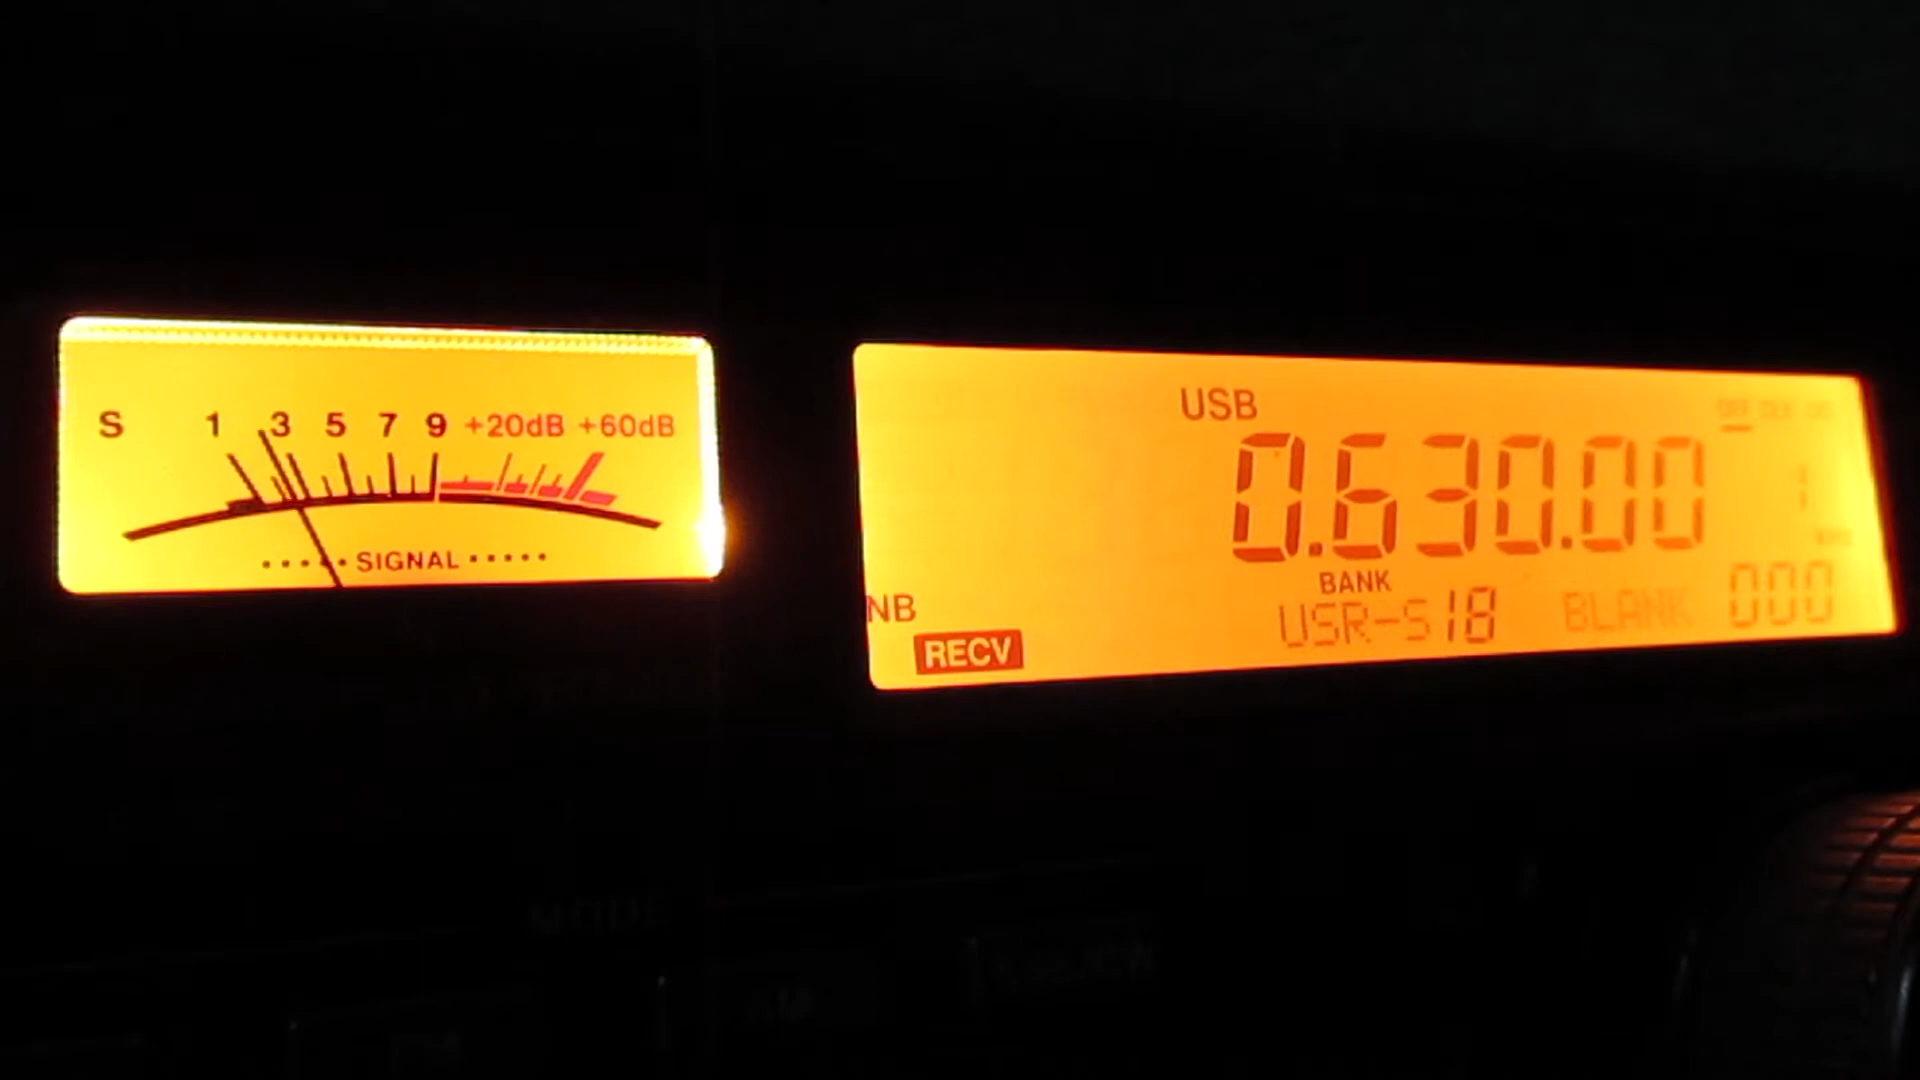 S 1 3 5 7 9 +20dB +60dB
SIGNAL
USB
0.630.00
BANK
USR-S18 BLANK 000
NB
RECV